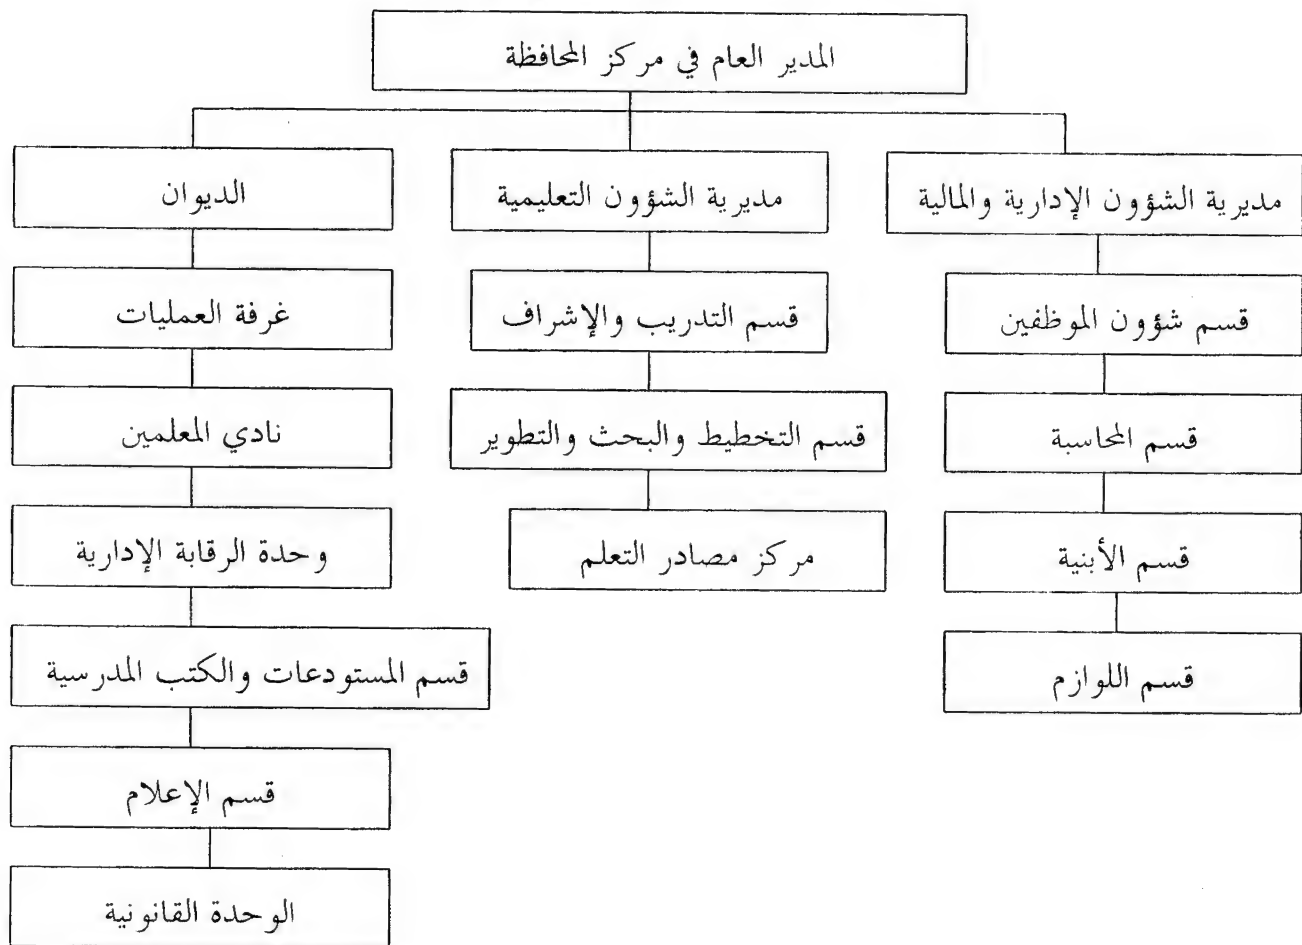 المدير العام في مركز المحافظة
مديرية الشؤون الإدارية والمالية
مديرية الشؤون التعليمية
الديوان
قسم شؤون الموظفين
قسم التدريب والإشراف
غرفة العمليات
قسم المحاسبة
قسم التخطيط والبحث والتطوير
نادي المعلمين
قسم الأبنية
مركز مصادر التعلم
وحدة الرقابة الإدارية
قسم اللوازم
قسم المستودعات والكتب المدرسية
قسم الإعلام
الوحدة القانونية